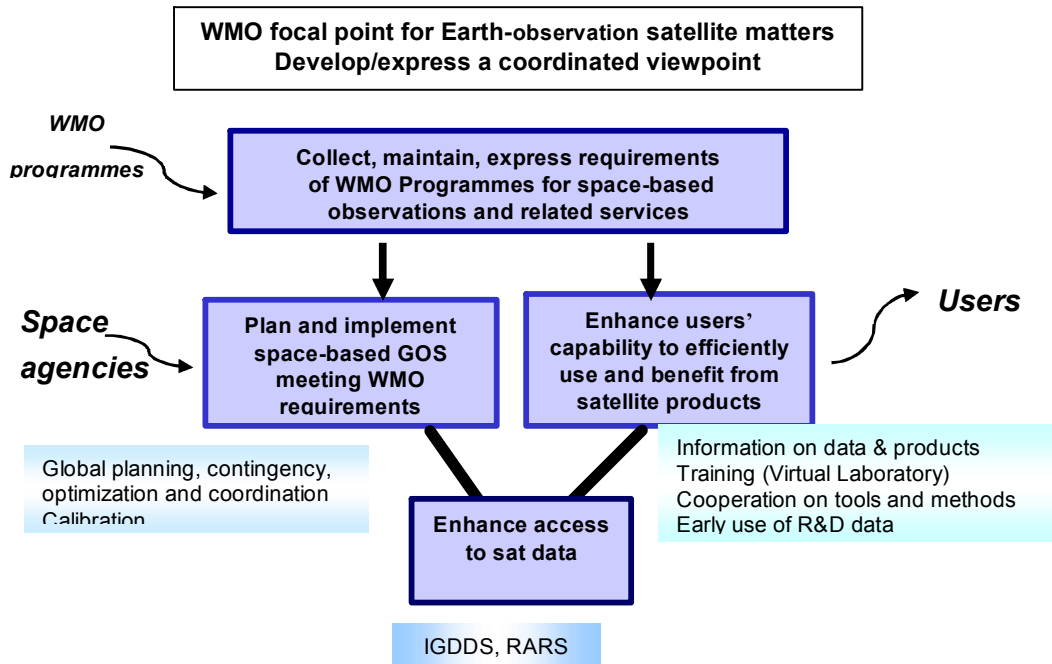 WMO focal point for Earth-observation satellite matters
Develop/express a coordinated viewpoint
WMO
programmes
Collect, maintain, express requirements
of WMO Programmes for space-based
observations and related services
Space
agencies
Plan and implement
space-based GOS
meeting WMO
requirements
Enhance users’
capability to efficiently
use and benefit from
satellite products
Users
Global planning, contingency,
optimization and coordination
Calibration
Information on data & products
Training (Virtual Laboratory)
Cooperation on tools and methods
Early use of R&D data
Enhance access
to sat data
IGDDS, RARS